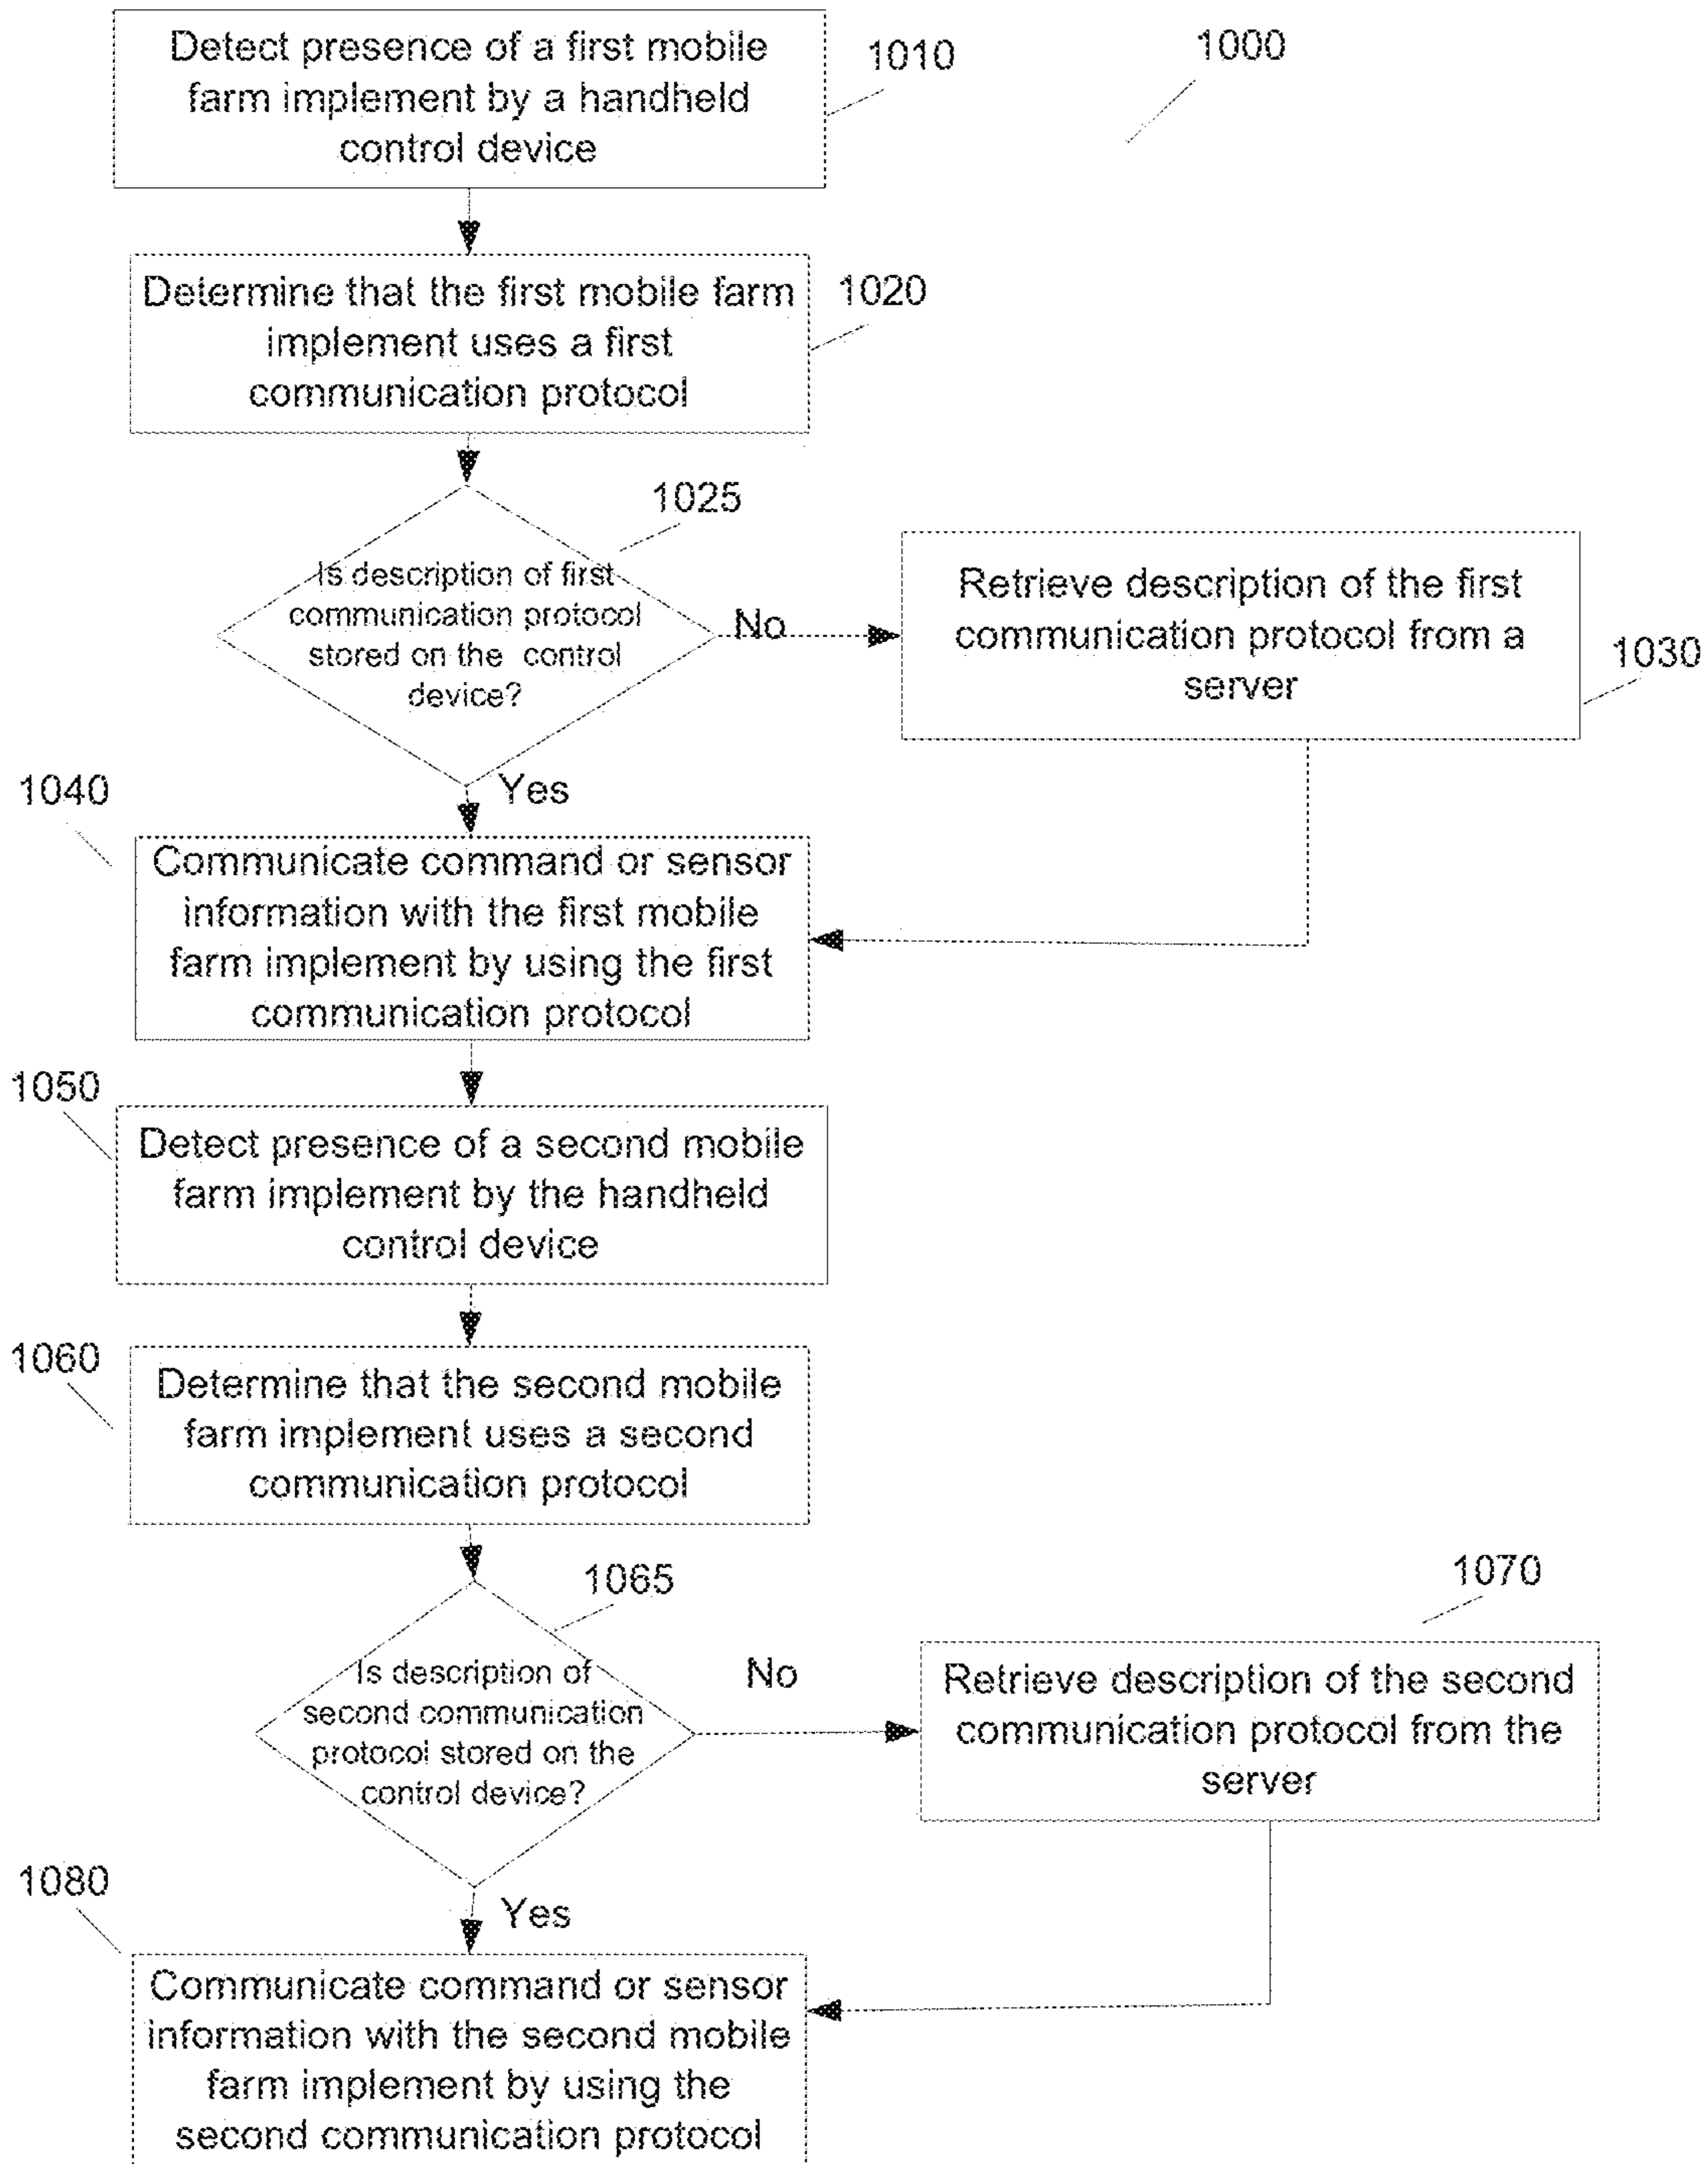 Detect presence of a first mobile
farm implement by a handheld
control device
1010
1000
Determine that the first mobile farm
implement uses a first
communication protocol
1020
1025
Is description of first
communication protocol
stored on the control
device?
No
Retrieve description of the first
communication protocol from a
server
1030
Yes
1040
Communicate command or sensor
information with the first mobile
farm implement by using the first
communication protocol
1050
Detect presence of a second mobile
farm implement by the handheld
control device
1060
Determine that the second mobile
farm implement uses a second
communication protocol
1065
Is description of
second communication
protocol stored on the
control device?
No
1070
Retrieve description of the second
communication protocol from the
server
Yes
1080
Communicate command or sensor
information with the second mobile
farm implement by using the
second communication protocol